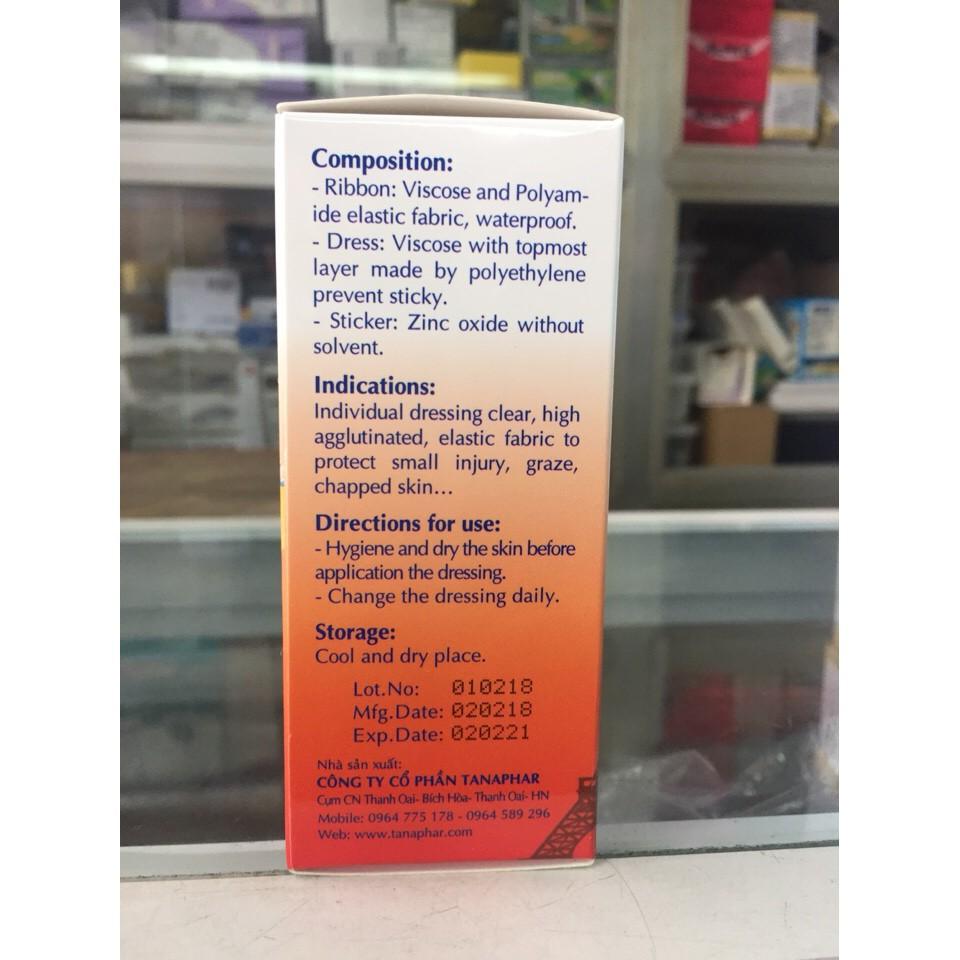 Composition:
- Ribbon: Viscose and Polyam-
ide elastic fabric, waterproof.
- Dress: Viscose with topmost
layer made by polyethylene
prevent sticky.
- Sticker: Zinc oxide without
solvent.
Indications:
Individual dressing clear, high
agglutinated, elastic fabric to
protect small injury, graze,
chapped skin...
Directions for use:
- Hygiene and dry the skin before
application the dressing.
- Change the dressing daily.
Storage:
Cool and dry place.
Lot.No: 010218
Mfg.Date: 020218
Exp.Date: 020221
Nhà sản xuất:
CÔNG TY CỔ PHẦN TANAPHAR
Cụm CN Thanh Oai- Bích Hòa- Thanh Oai- HN
Mobile: 0964 775 178 - 0964 589 296
Web: www.tanaphar.com